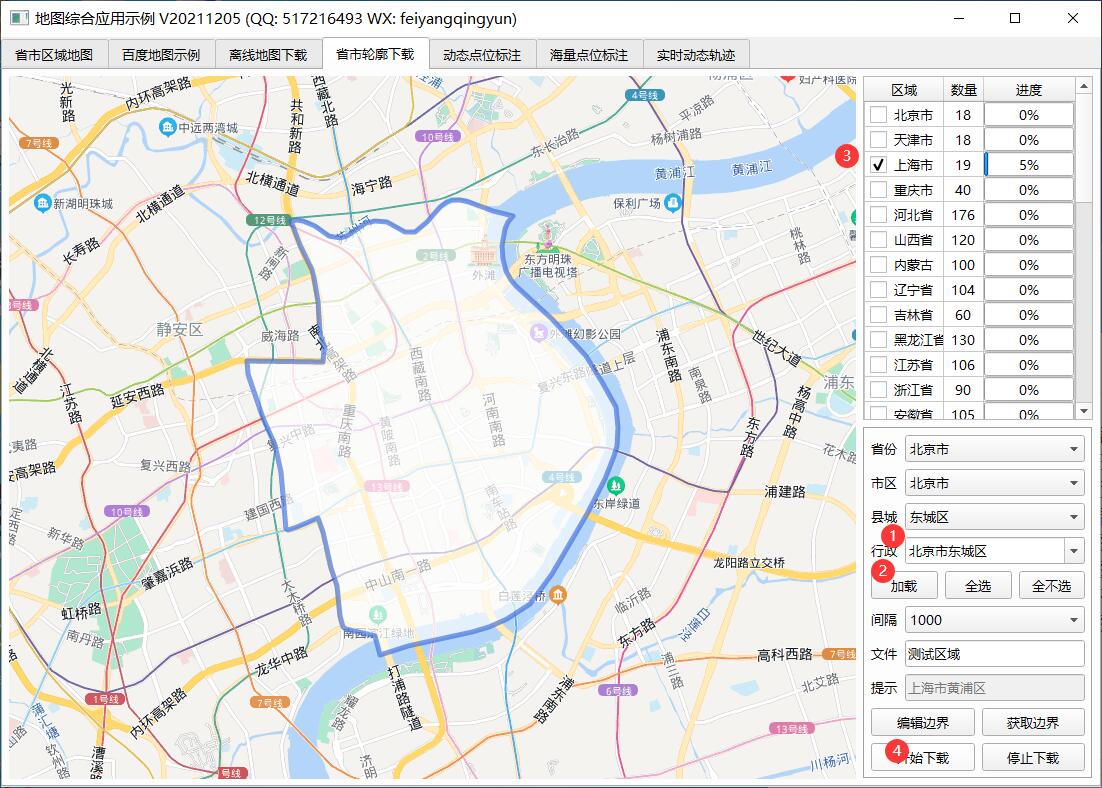 地图综合应用示例 V20211205 (QQ: 517216493 WX: feiyangqingyun)
省市区域地图 百度地图示例 离线地图下载 省市轮廓下载 动态点位标注 海量点位标注 实时动态轨迹
光新路
内环高架路
西藏北路
共和新路
4号线
平凉路
妇产科医院
中远两湾城
10号线
东长治路
杨树浦路
7号线
北横通道
海宁路
黄浦江
黄浦江
新湖明珠城
北横通道
保利广场
12号线
长寿路
2号线
外滩
东方明珠
广播电视塔
桃林路
静安区
威海路
外滩幻影公园
浦东南路
世纪大道
北横通道
江苏路
延安西路
西藏南路
复兴东路隧道上层
南泉路
浦东
杨高中路
重庆南路
河南南路
黄陂南路
复兴中路
复兴西路
东方路
花木路
13号线
4号线
南车站路
东岸绿道
浦建路
10号线
建国西路
新华路
定西路
肇嘉浜路
大木桥路
中山南一路
白莲泾桥
龙阳路立交桥
虹桥路
南丹路
南园滨江绿地
临沂路
白莲泾
东方路
龙华中路
打浦路隧道
高科西路
7号线
1号线
内环高架路
7号线
耀龙路
浦东南路
6号线
浦三路
北艾路
蒲汇塘
钦州路
漕溪路
号线
济明
13号线
川杨河
区域 数量 进度
北京市 18 0%
天津市 18 0%
3
上海市 19 5%
重庆市 40 0%
河北省 176 0%
山西省 120 0%
内蒙古 100 0%
辽宁省 104 0%
吉林省 60 0%
黑龙江省 130 0%
江苏省 106 0%
浙江省 90 0%
安徽省 105 0%
省份 北京市
市区 北京市
县城 东城区
1
行政 北京市东城区
2
加载 全选 全不选
间隔 1000
文件 测试区域
提示 上海市黄浦区
编辑边界 获取边界
4
开始下载 停止下载